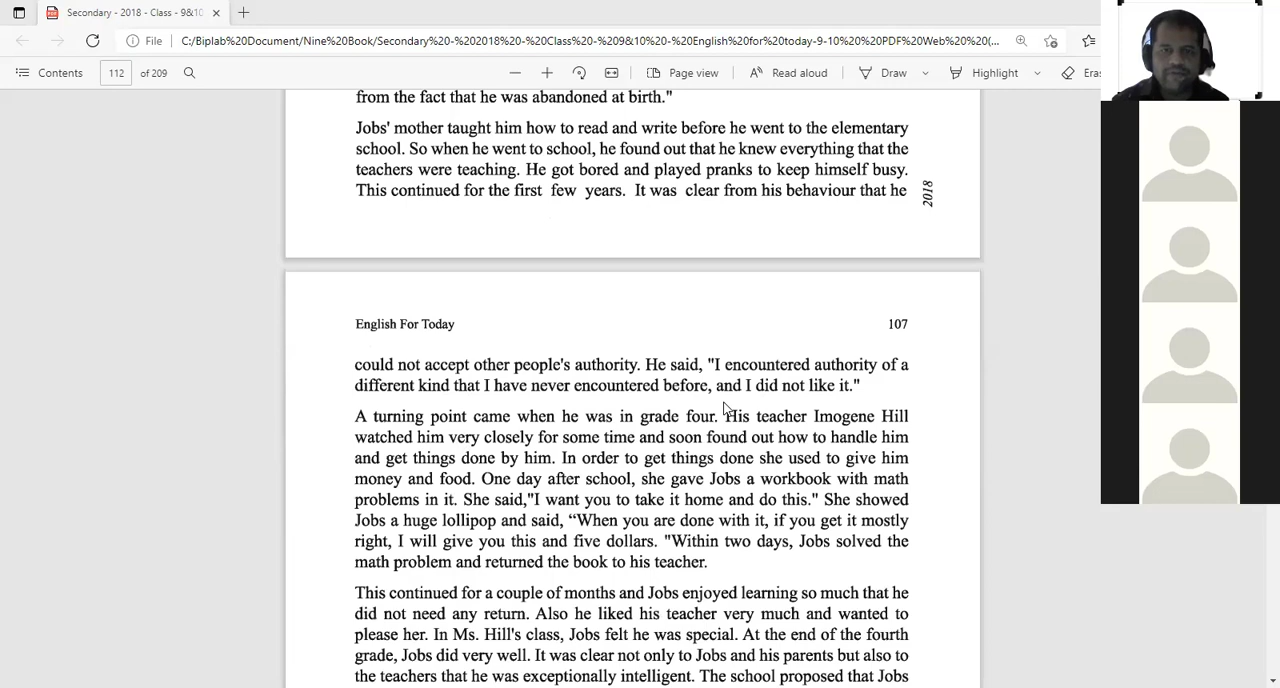 Secondary - 2018 - Class - 9&10
File
C:/Biplab%20Document/Nine%20Book/Secondary%20-%202018%20-%20Class%20-%209&10%20-%20English%20for%20today-9-10%20%20PDF%20Web%20%20(...
Contents
112
of 209
Page view
Read aloud
Draw
Highlight
Eras
from the fact that he was abandoned at birth."
Jobs' mother taught him how to read and write before he went to the elementary
school. So when he went to school, he found out that he knew everything that the
teachers were teaching. He got bored and played pranks to keep himself busy.
This continued for the first few years. It was clear from his behaviour that he
2018
English For Today
107
could not accept other people's authority. He said, "I encountered authority of a
different kind that I have never encountered before, and I did not like it."
A turning point came when he was in grade four. His teacher Imogene Hill
watched him very closely for some time and soon found out how to handle him
and get things done by him. In order to get things done she used to give him
money and food. One day after school, she gave Jobs a workbook with math
problems in it. She said,"I want you to take it home and do this." She showed
Jobs a huge lollipop and said, “When you are done with it, if you get it mostly
right, I will give you this and five dollars. "Within two days, Jobs solved the
math problem and returned the book to his teacher.
This continued for a couple of months and Jobs enjoyed learning so much that he
did not need any return. Also he liked his teacher very much and wanted to
please her. In Ms. Hill's class, Jobs felt he was special. At the end of the fourth
grade, Jobs did very well. It was clear not only to Jobs and his parents but also to
the teachers that he was exceptionally intelligent. The school proposed that Jobs